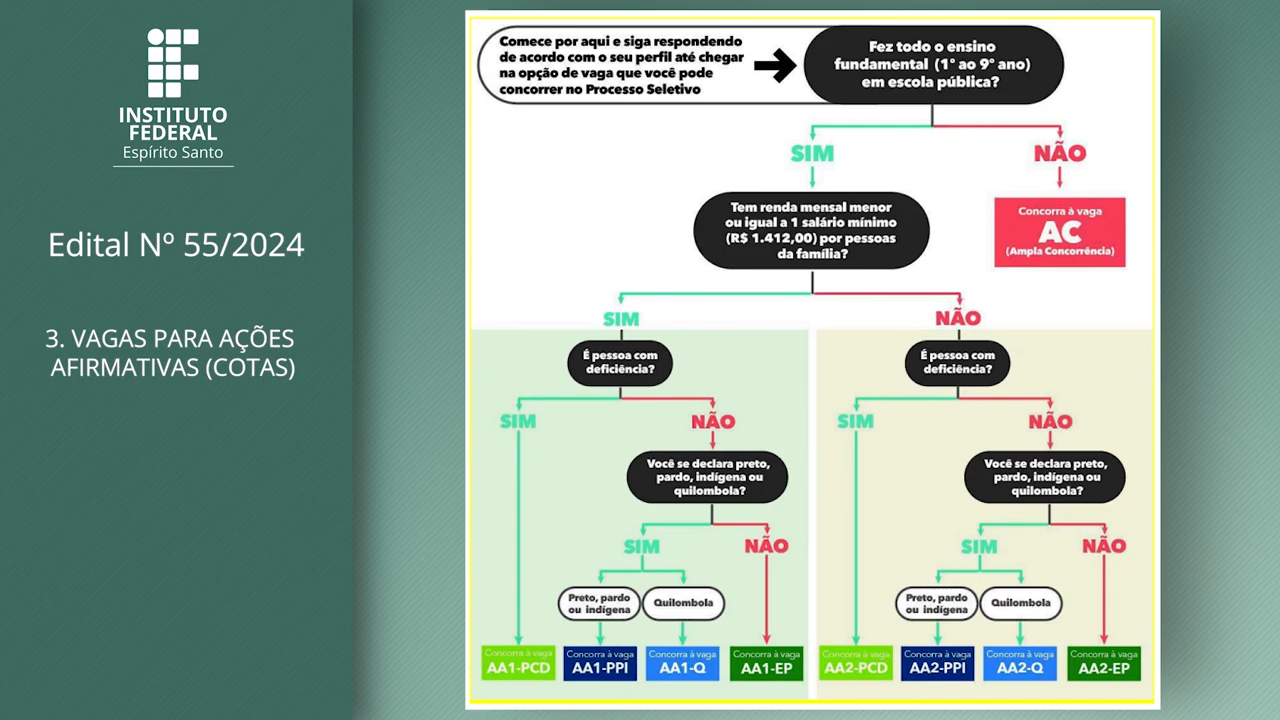 INSTITUTO
FEDERAL
Espírito Santo
Edital Nº 55/2024
3. VAGAS PARA AÇÕES
AFIRMATIVAS (COTAS)
Comece por aqui e siga respondendo
de acordo com o seu perfil até chegar
na opção de vaga que você pode
concorrer no Processo Seletivo
Fez todo o ensino
fundamental (1º ao 9º ano)
em escola pública?
SIM
NÃO
Tem renda mensal menor
ou igual a 1 salário mínimo
(R$ 1.412,00) por pessoas
da família?
Concorra à vaga
AC
(Ampla Concorrência)
SIM
NÃO
É pessoa com
deficiência?
SIM
NÃO
Você se declara preto,
pardo, indígena ou
quilombola?
SIM
NÃO
Preto, pardo
ou indígena
Quilombola
Concorra à vaga
AA1-PCD
Concorra à vaga
AA1-PPI
Concorra à vaga
AA1-Q
Concorra à vaga
AA1-EP
É pessoa com
deficiência?
SIM
NÃO
Você se declara preto,
pardo, indígena ou
quilombola?
SIM
NÃO
Preto, pardo
ou indígena
Quilombola
Concorra à vaga
AA2-PCD
Concorra à vaga
AA2-PPI
Concorra à vaga
AA2-Q
Concorra à vaga
AA2-EP